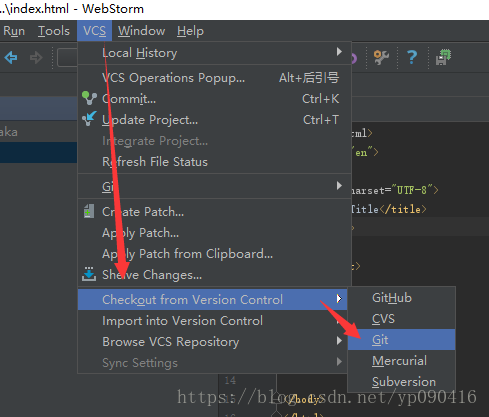 ..\index.html - WebStorm
Run Tools VCS Window Help
Local History
VCS Operations Popup... Alt+后引号
Commit... Ctrl+K
Update Project... Ctrl+T
Integrate Project...
Refresh File Status
Git
Create Patch...
Apply Patch...
Apply Patch from Clipboard...
Shelve Changes...
Checkout from Version Control
Import into Version Control
Browse VCS Repository
Sync Settings
GitHub
CVS
Git
Mercurial
Subversion
aka
tml>
"en">
harset="UTF-8">
Title</title>
>
t>
14
</body>
</html>
https://blog.csdn.net/yp090416